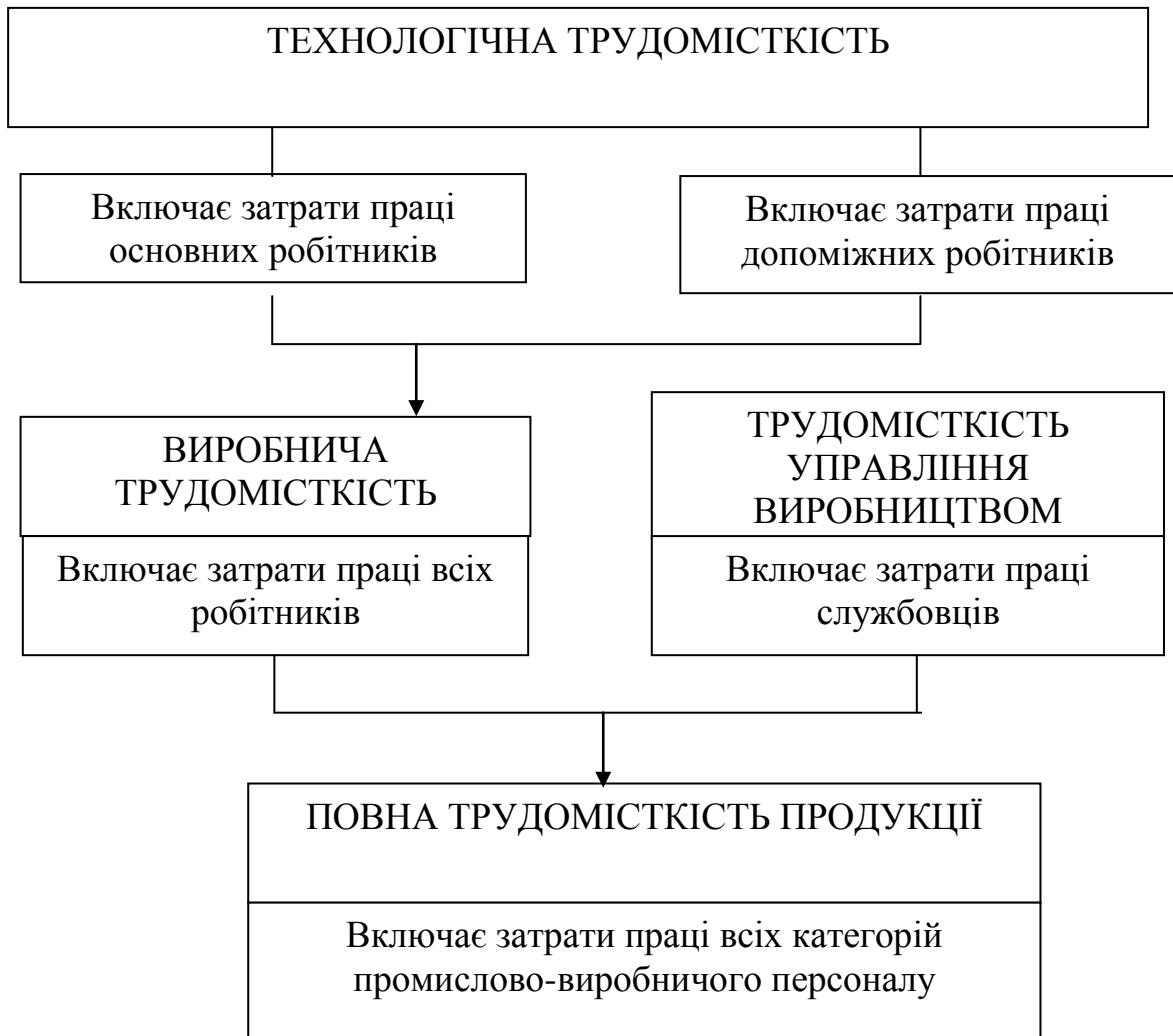 ТЕХНОЛОГІЧНА ТРУДОМІСТКІСТЬ
Включає затрати праці
основних робітників
Включає затрати праці
допоміжних робітників
ВИРОБНИЧА
ТРУДОМІСТКІСТЬ
Включає затрати праці всіх
робітників
ТРУДОМІСТКІСТЬ
УПРАВЛІННЯ
ВИРОБНИЦТВОМ
Включає затрати праці
службовців
ПОВНА ТРУДОМІСТКІСТЬ ПРОДУКЦІЇ
Включає затрати праці всіх категорій
промислово-виробничого персоналу